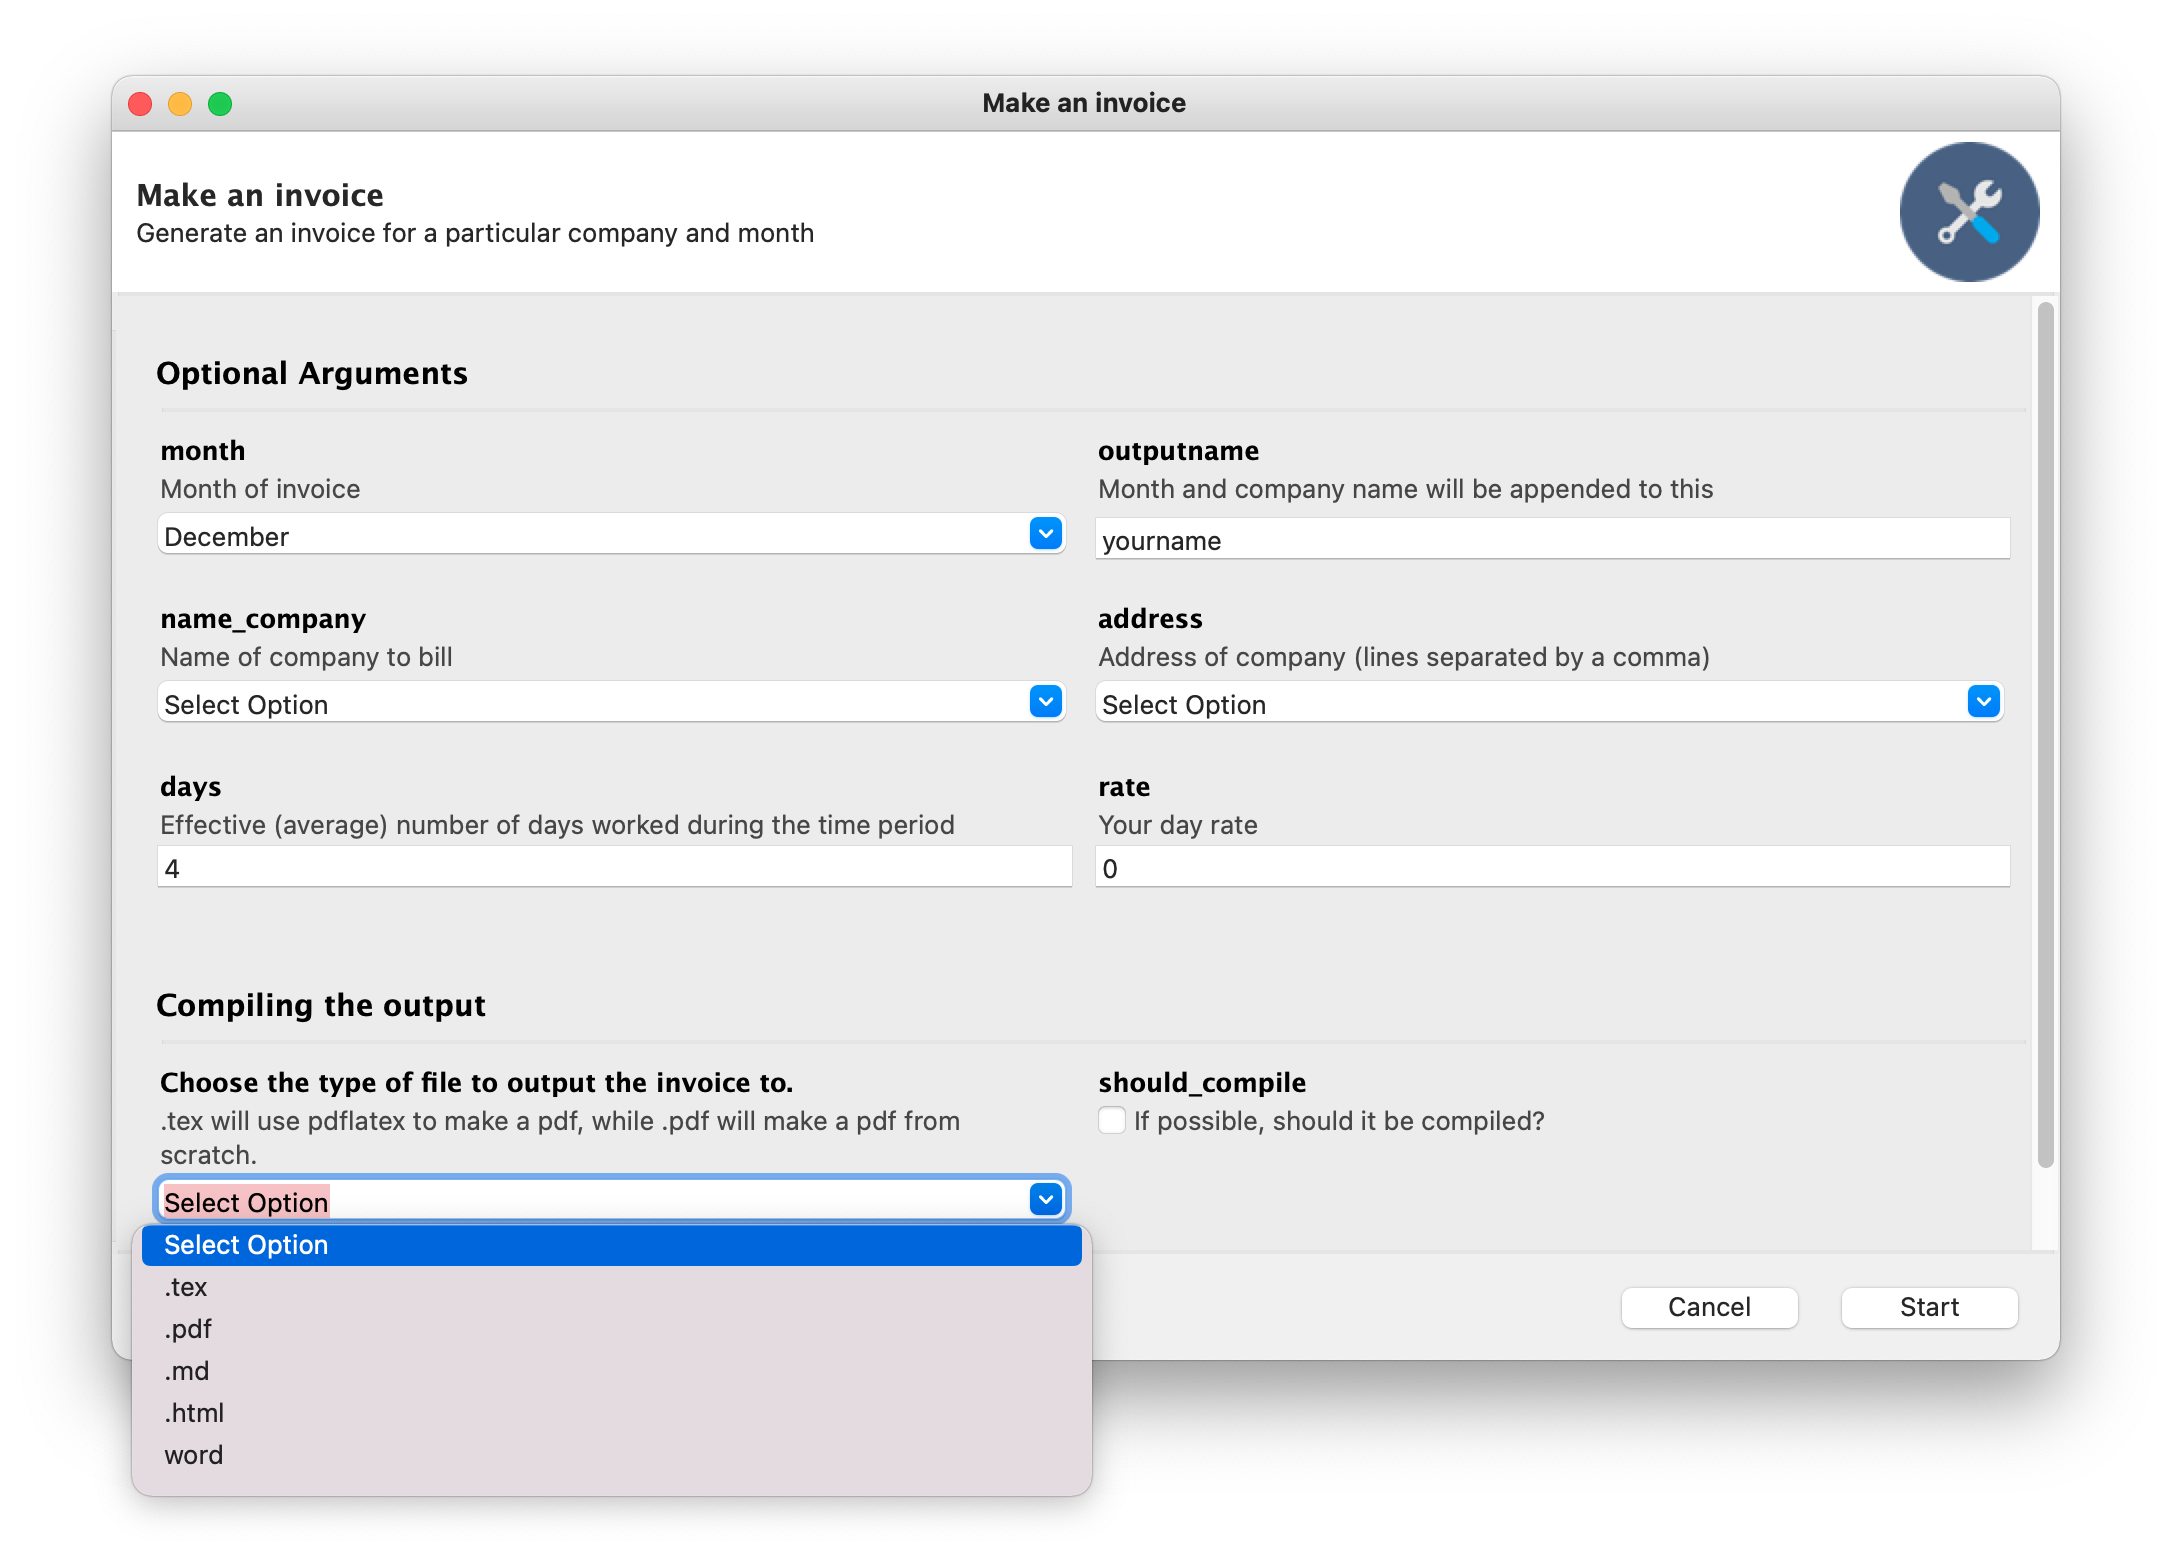 Make an invoice
Make an invoice
Generate an invoice for a particular company and month
Optional Arguments
month
Month of invoice
December
outputname
Month and company name will be appended to this
yourname
name_company
Name of company to bill
Select Option
address
Address of company (lines separated by a comma)
Select Option
days
Effective (average) number of days worked during the time period
4
rate
Your day rate
0
Compiling the output
Choose the type of file to output the invoice to.
.tex will use pdflatex to make a pdf, while .pdf will make a pdf from
scratch.
Select Option
should_compile
If possible, should it be compiled?
Select Option
.tex
.pdf
.md
.html
word
Cancel
Start